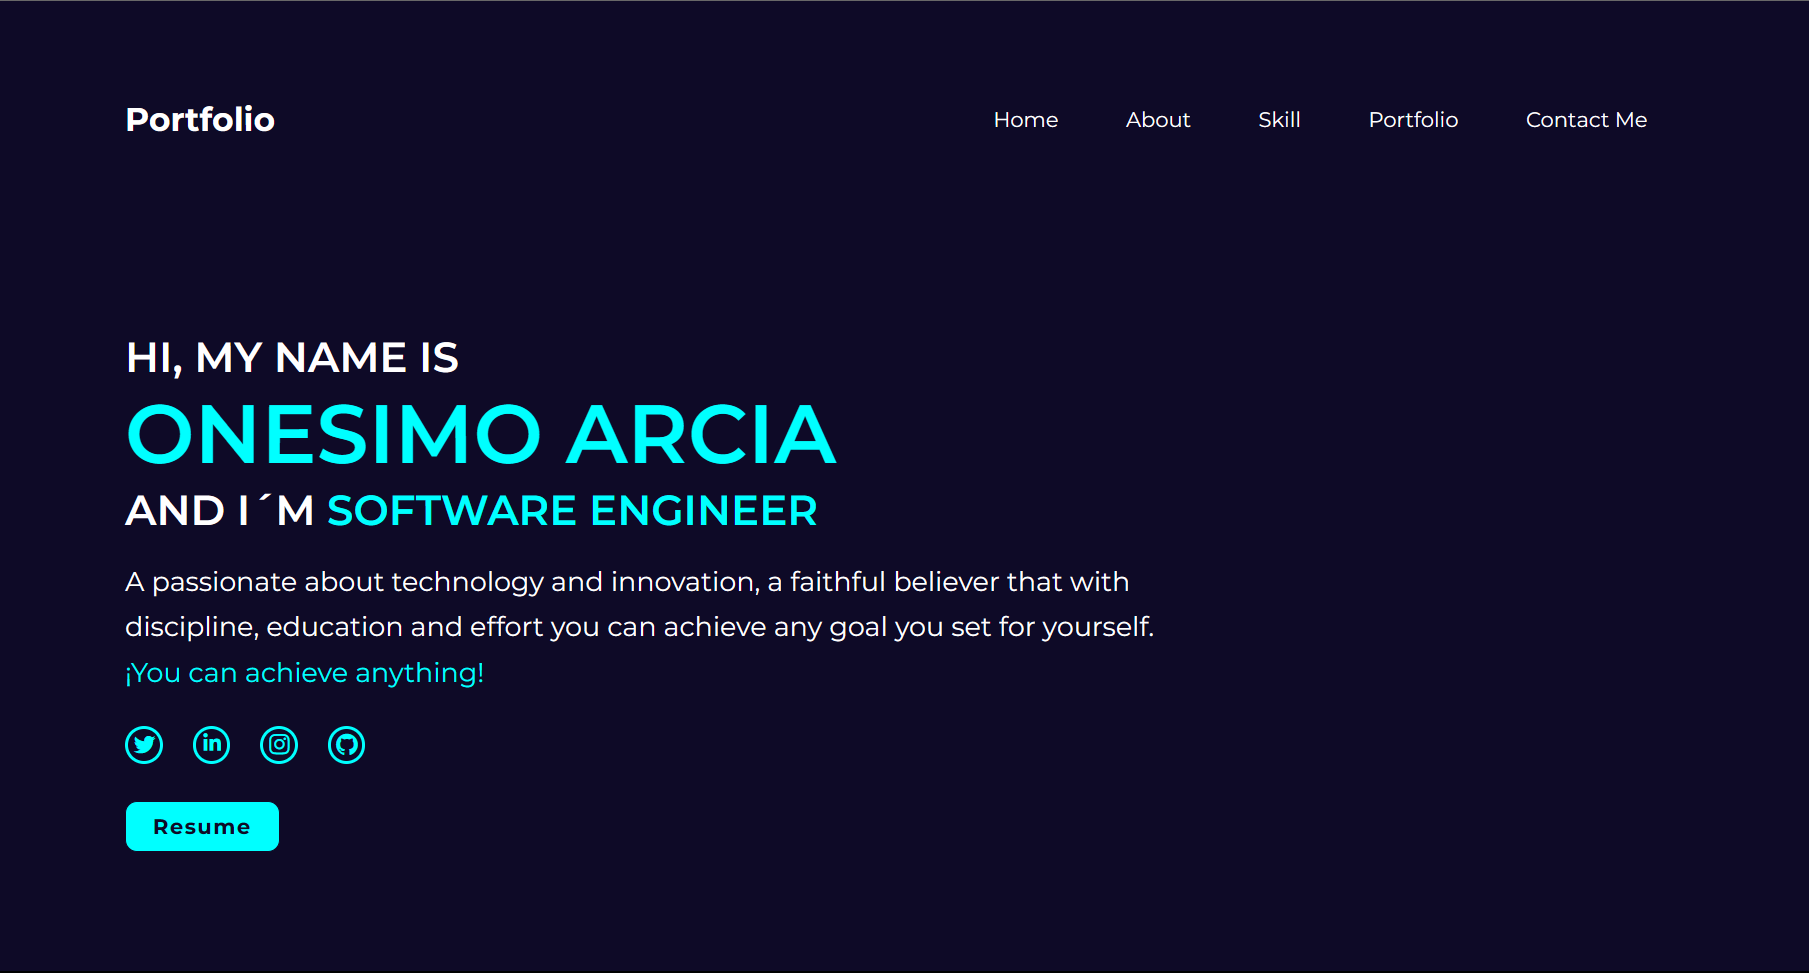 Portfolio
Home About Skill Portfolio Contact Me
HI, MY NAME IS
ONESIMO ARCIA
AND I´M SOFTWARE ENGINEER
A passionate about technology and innovation, a faithful believer that with
discipline, education and effort you can achieve any goal you set for yourself.
¡You can achieve anything!
in
Resume